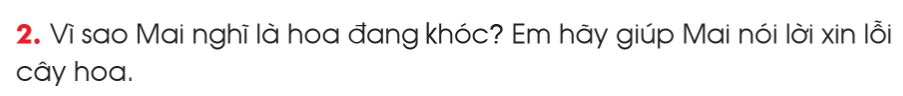 2. Vì sao Mai nghĩ là hoa đang khóc? Em hãy giúp Mai nói lời xin lỗi
cây hoa.